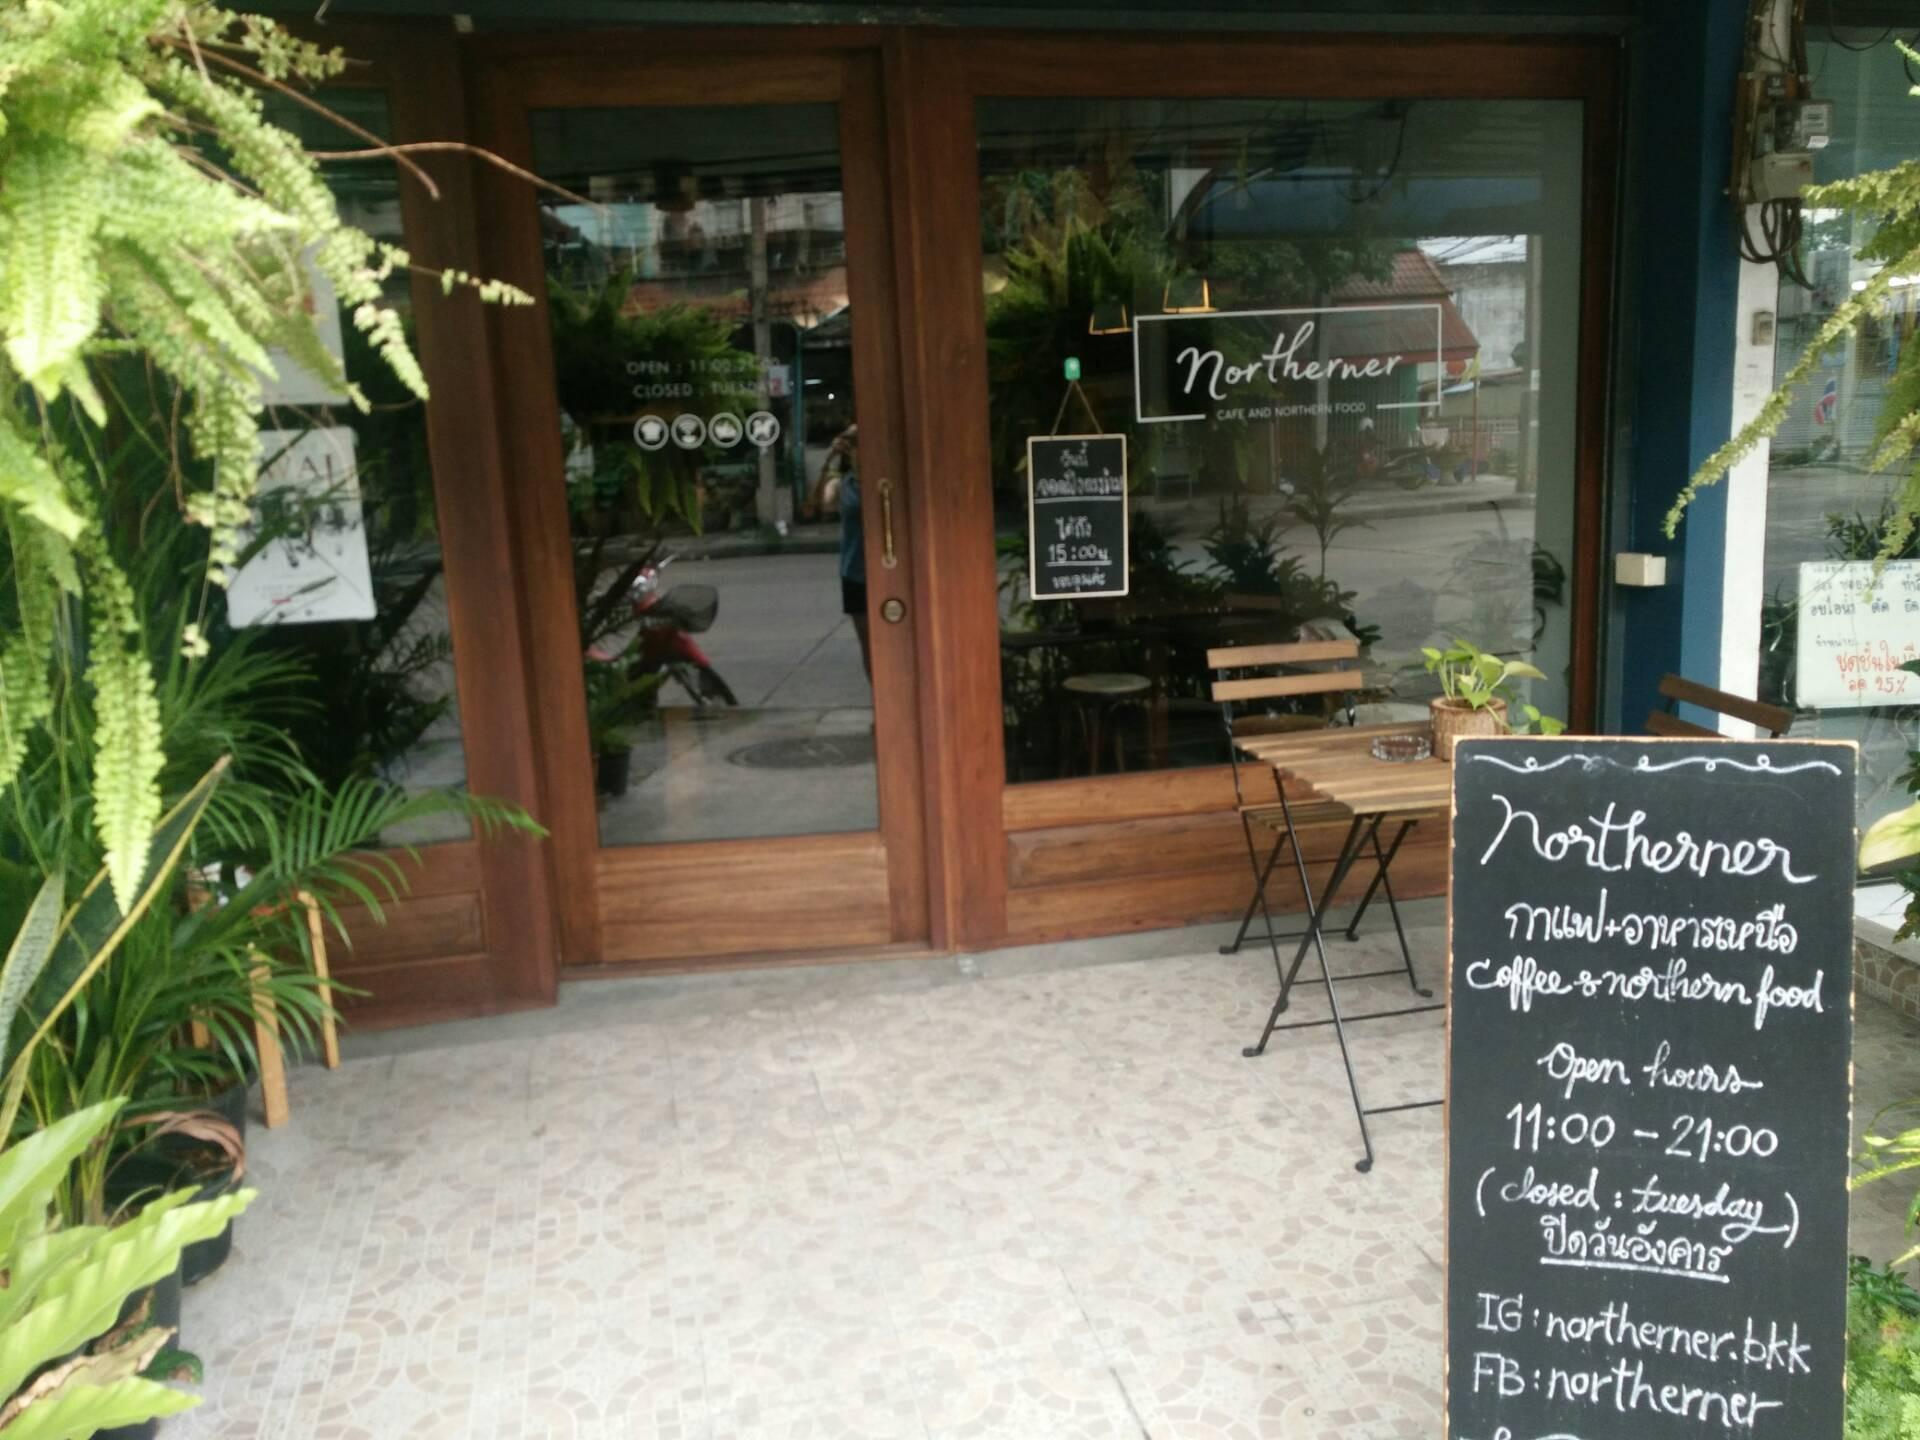 OPEN : 11:00-21:00
CLOSED : TUESDAY
Northerner
CAFE AND NORTHERN FOOD
วันนี้
ได้ถึง
15:00น
ขอบคุณค่ะ
ลด 25%
Northerner
กาแฟ+อาหารเหนือ
coffee & northern food
Open hours
11:00 - 21:00
(closed : tuesday)
ปิดวันอังคาร
IG : northerner.bkk
FB : northerner